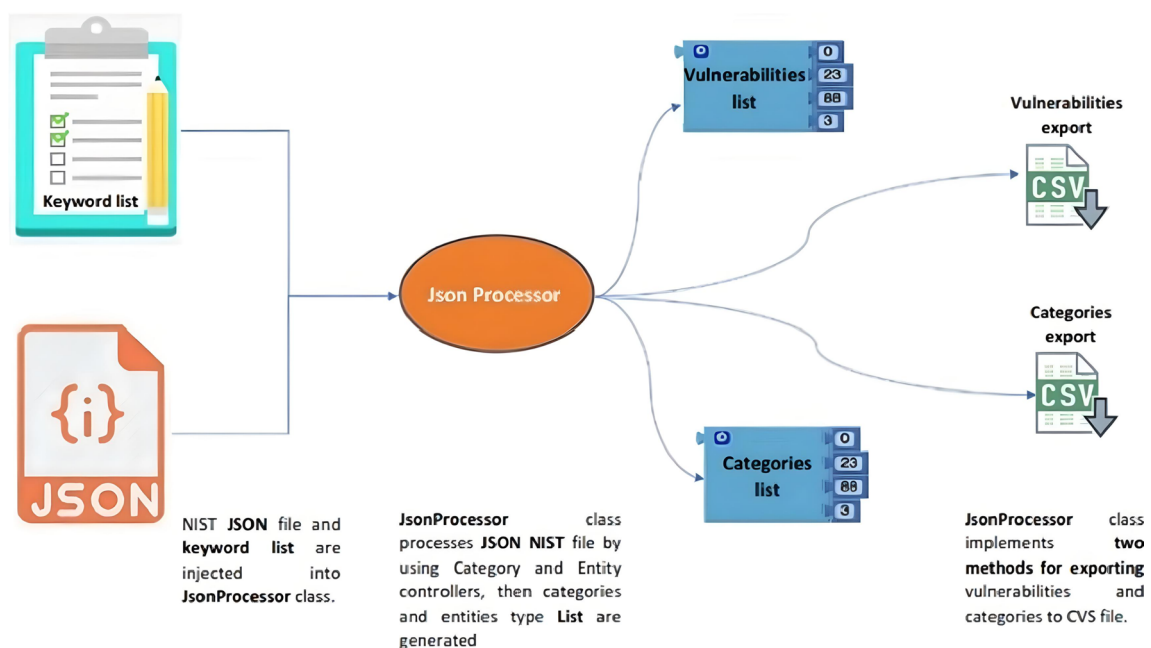 Keyword list
{i}
JSON
NIST JSON file and
keyword list are
injected into
JsonProcessor class.
Json Processor
JsonProcessor class
processes JSON NIST file by
using Category and Entity
controllers, then categories
and entities type List are
generated
Vulnerabilities
list
0
23
88
3
Categories
list
0
23
88
3
Vulnerabilities
export
CSV
Categories
export
CSV
JsonProcessor class
implements two
methods for exporting
vulnerabilities and
categories to CVS file.